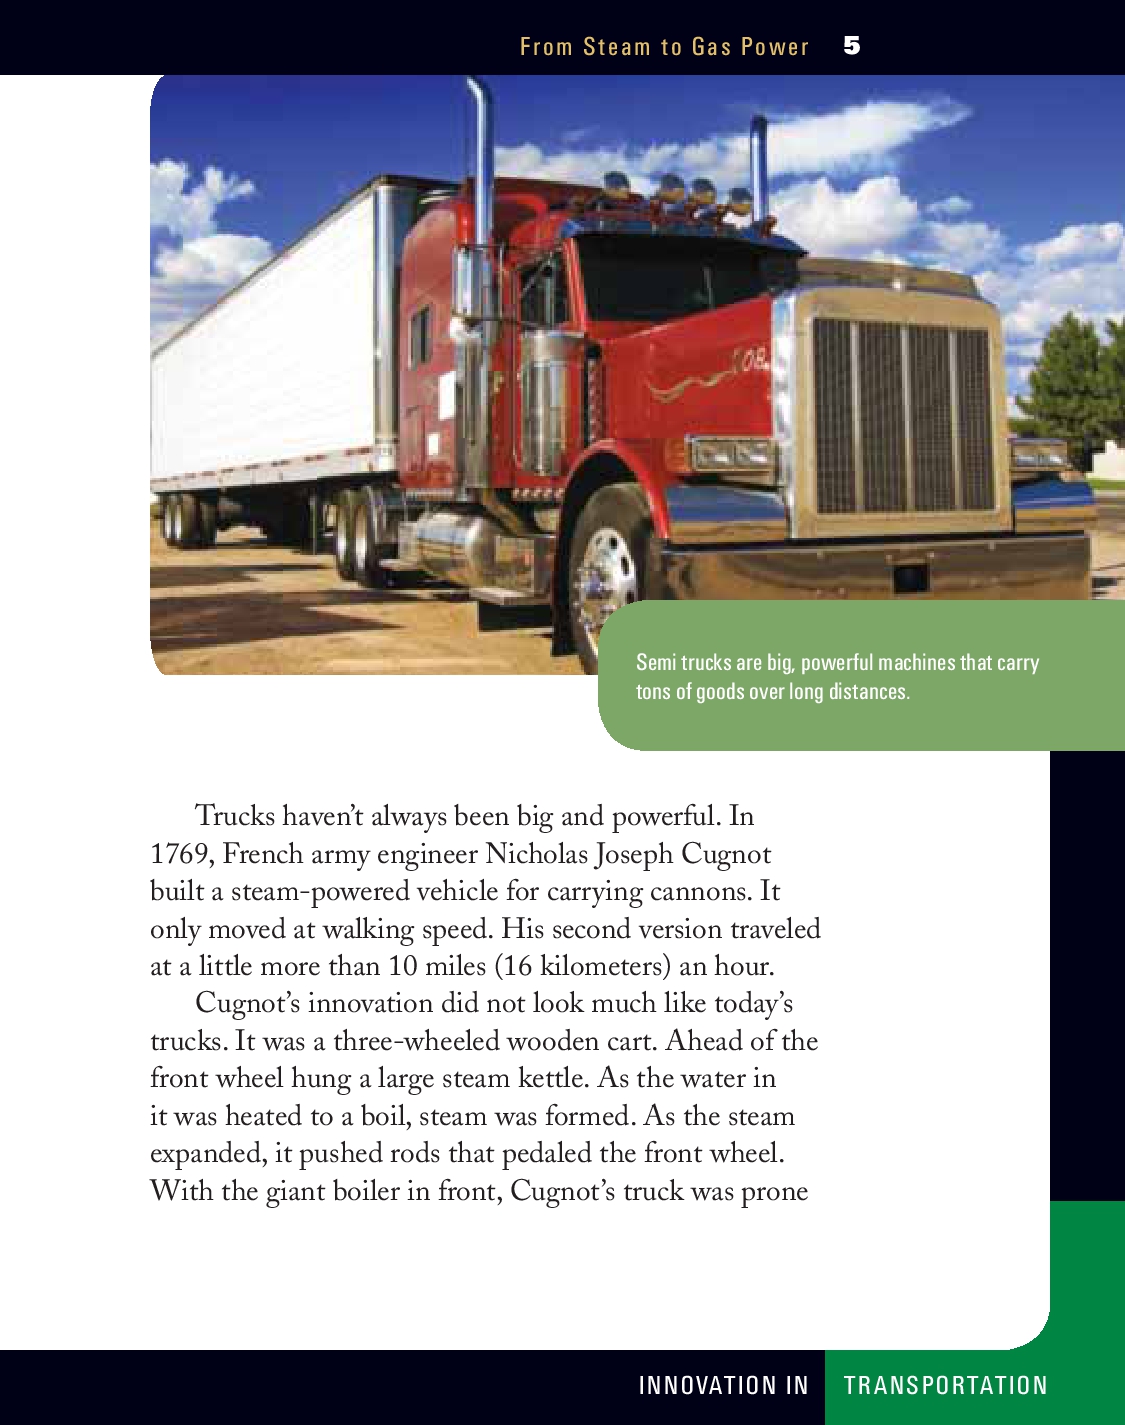 From Steam to Gas Power 5
Semi trucks are big, powerful machines that carry
tons of goods over long distances.
Trucks haven’t always been big and powerful. In
1769, French army engineer Nicholas Joseph Cugnot
built a steam-powered vehicle for carrying cannons. It
only moved at walking speed. His second version traveled
at a little more than 10 miles (16 kilometers) an hour.
Cugnot’s innovation did not look much like today’s
trucks. It was a three-wheeled wooden cart. Ahead of the
front wheel hung a large steam kettle. As the water in
it was heated to a boil, steam was formed. As the steam
expanded, it pushed rods that pedaled the front wheel.
With the giant boiler in front, Cugnot’s truck was prone
INNOVATION IN TRANSPORTATION